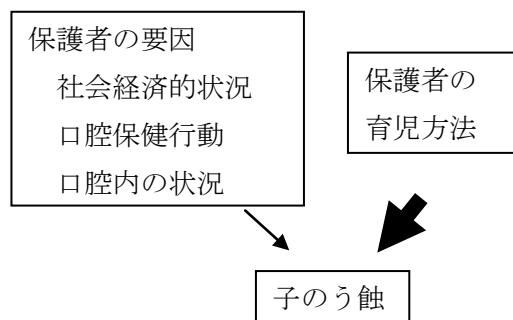 保護者の要因
社会経済的状況
口腔保健行動
口腔内の状況
保護者の
育児方法
子のう蝕